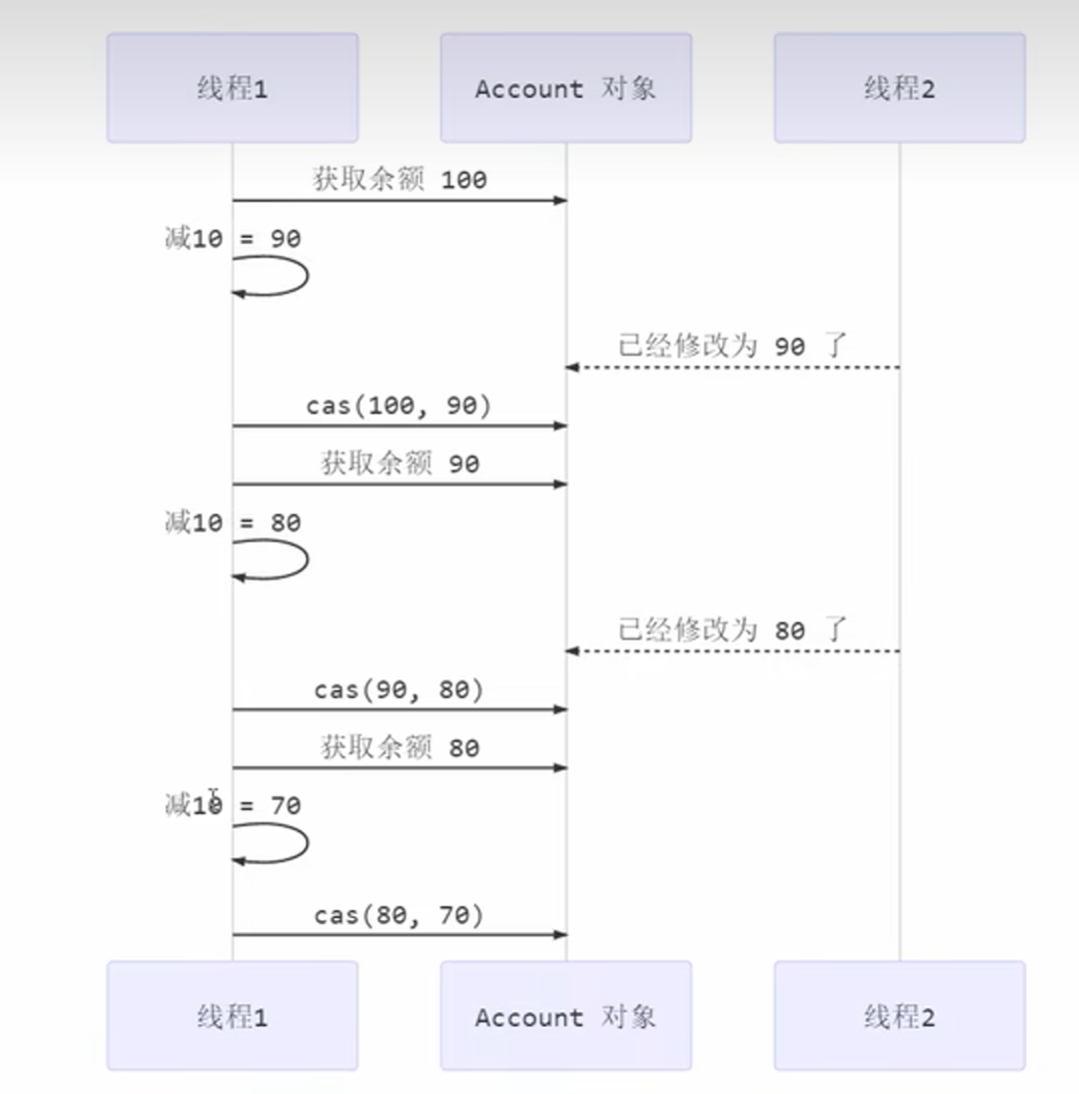 线程1
Account 对象
线程2
获取余额 100
减10 = 90
已经修改为 90 了
cas(100, 90)
获取余额 90
减10 = 80
已经修改为 80 了
cas(90, 80)
获取余额 80
减10 = 70
cas(80, 70)
线程1
Account 对象
线程2